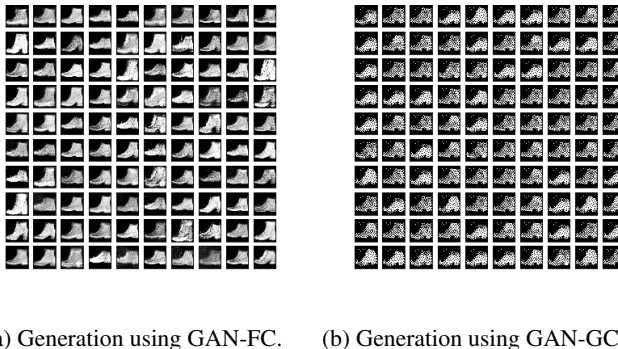 a) Generation using GAN-FC.
(b) Generation using GAN-GC